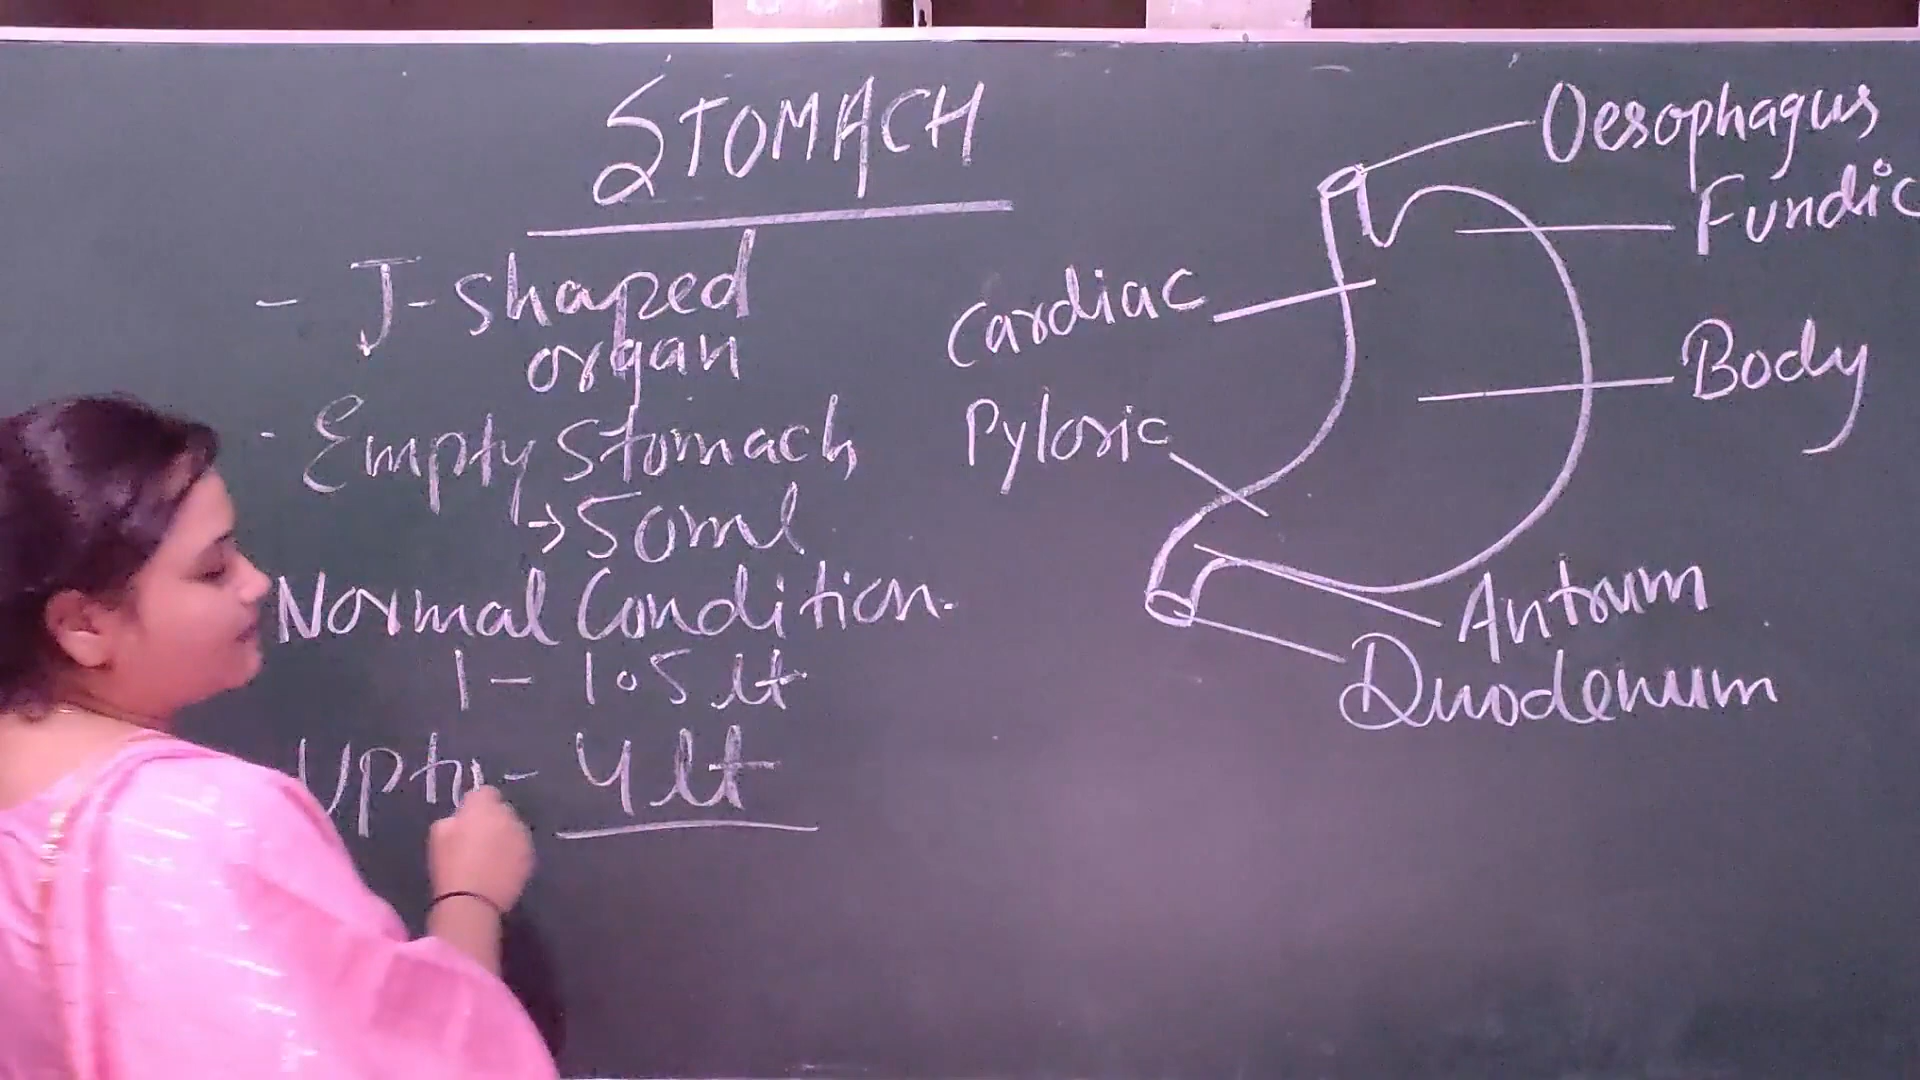 STOMACH
- J-shaped
organ
- Empty Stomach
→ 50ml
Normal Condition.
1 - 1.5 lt
Upto - 4 lt
Oesophagus
Fundic
Cardiac
Body
Pyloric
Antrum
Duodenum